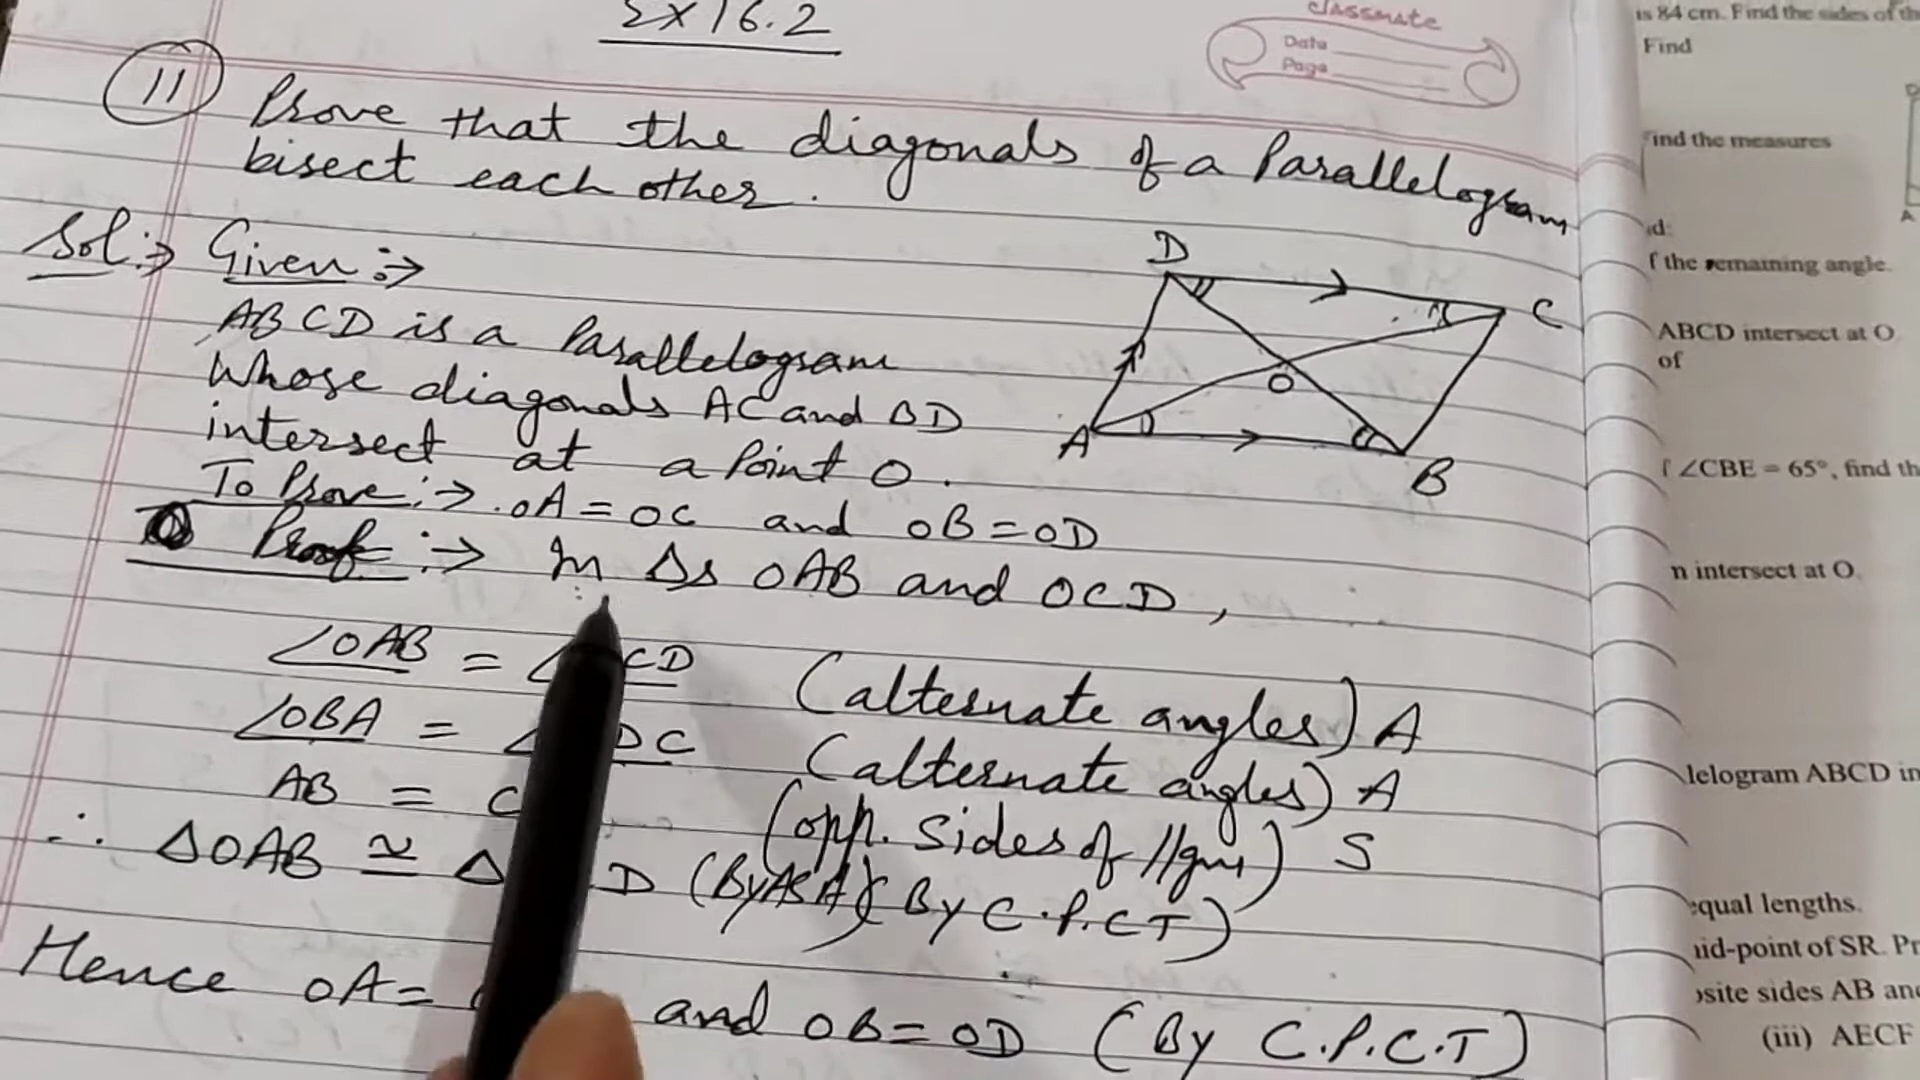 Ex 16.2
classmate
Date
Page
(11) Prove that the diagonals of a Parallelogram
bisect each other.
Sol:→ Given:→
ABCD is a Parallelogram
whose diagonals AC and BD
intersect at a Point O.
To Prove:→ OA = OC and OB = OD
Proof:→ In Δs OAB and OCD,
∠OAB = ∠ CD (alternate angles) A
∠OBA = ∠ DC (alternate angles) A
AB = C (opp. sides of //gm) S
∴ ΔOAB ≅ Δ D (By ASA) (By C.P.CT)
Hence OA = and OB = OD (By C.P.C.T)
D
C
O
A
B
is 84 cm. Find the sides of th
Find
Find the measures
id:
f the remaining angle.
ABCD intersect at O.
of
f ∠CBE = 65°, find th
n intersect at O.
lelogram ABCD in
equal lengths.
nid-point of SR. Pr
osite sides AB and
(iii) AECF
A